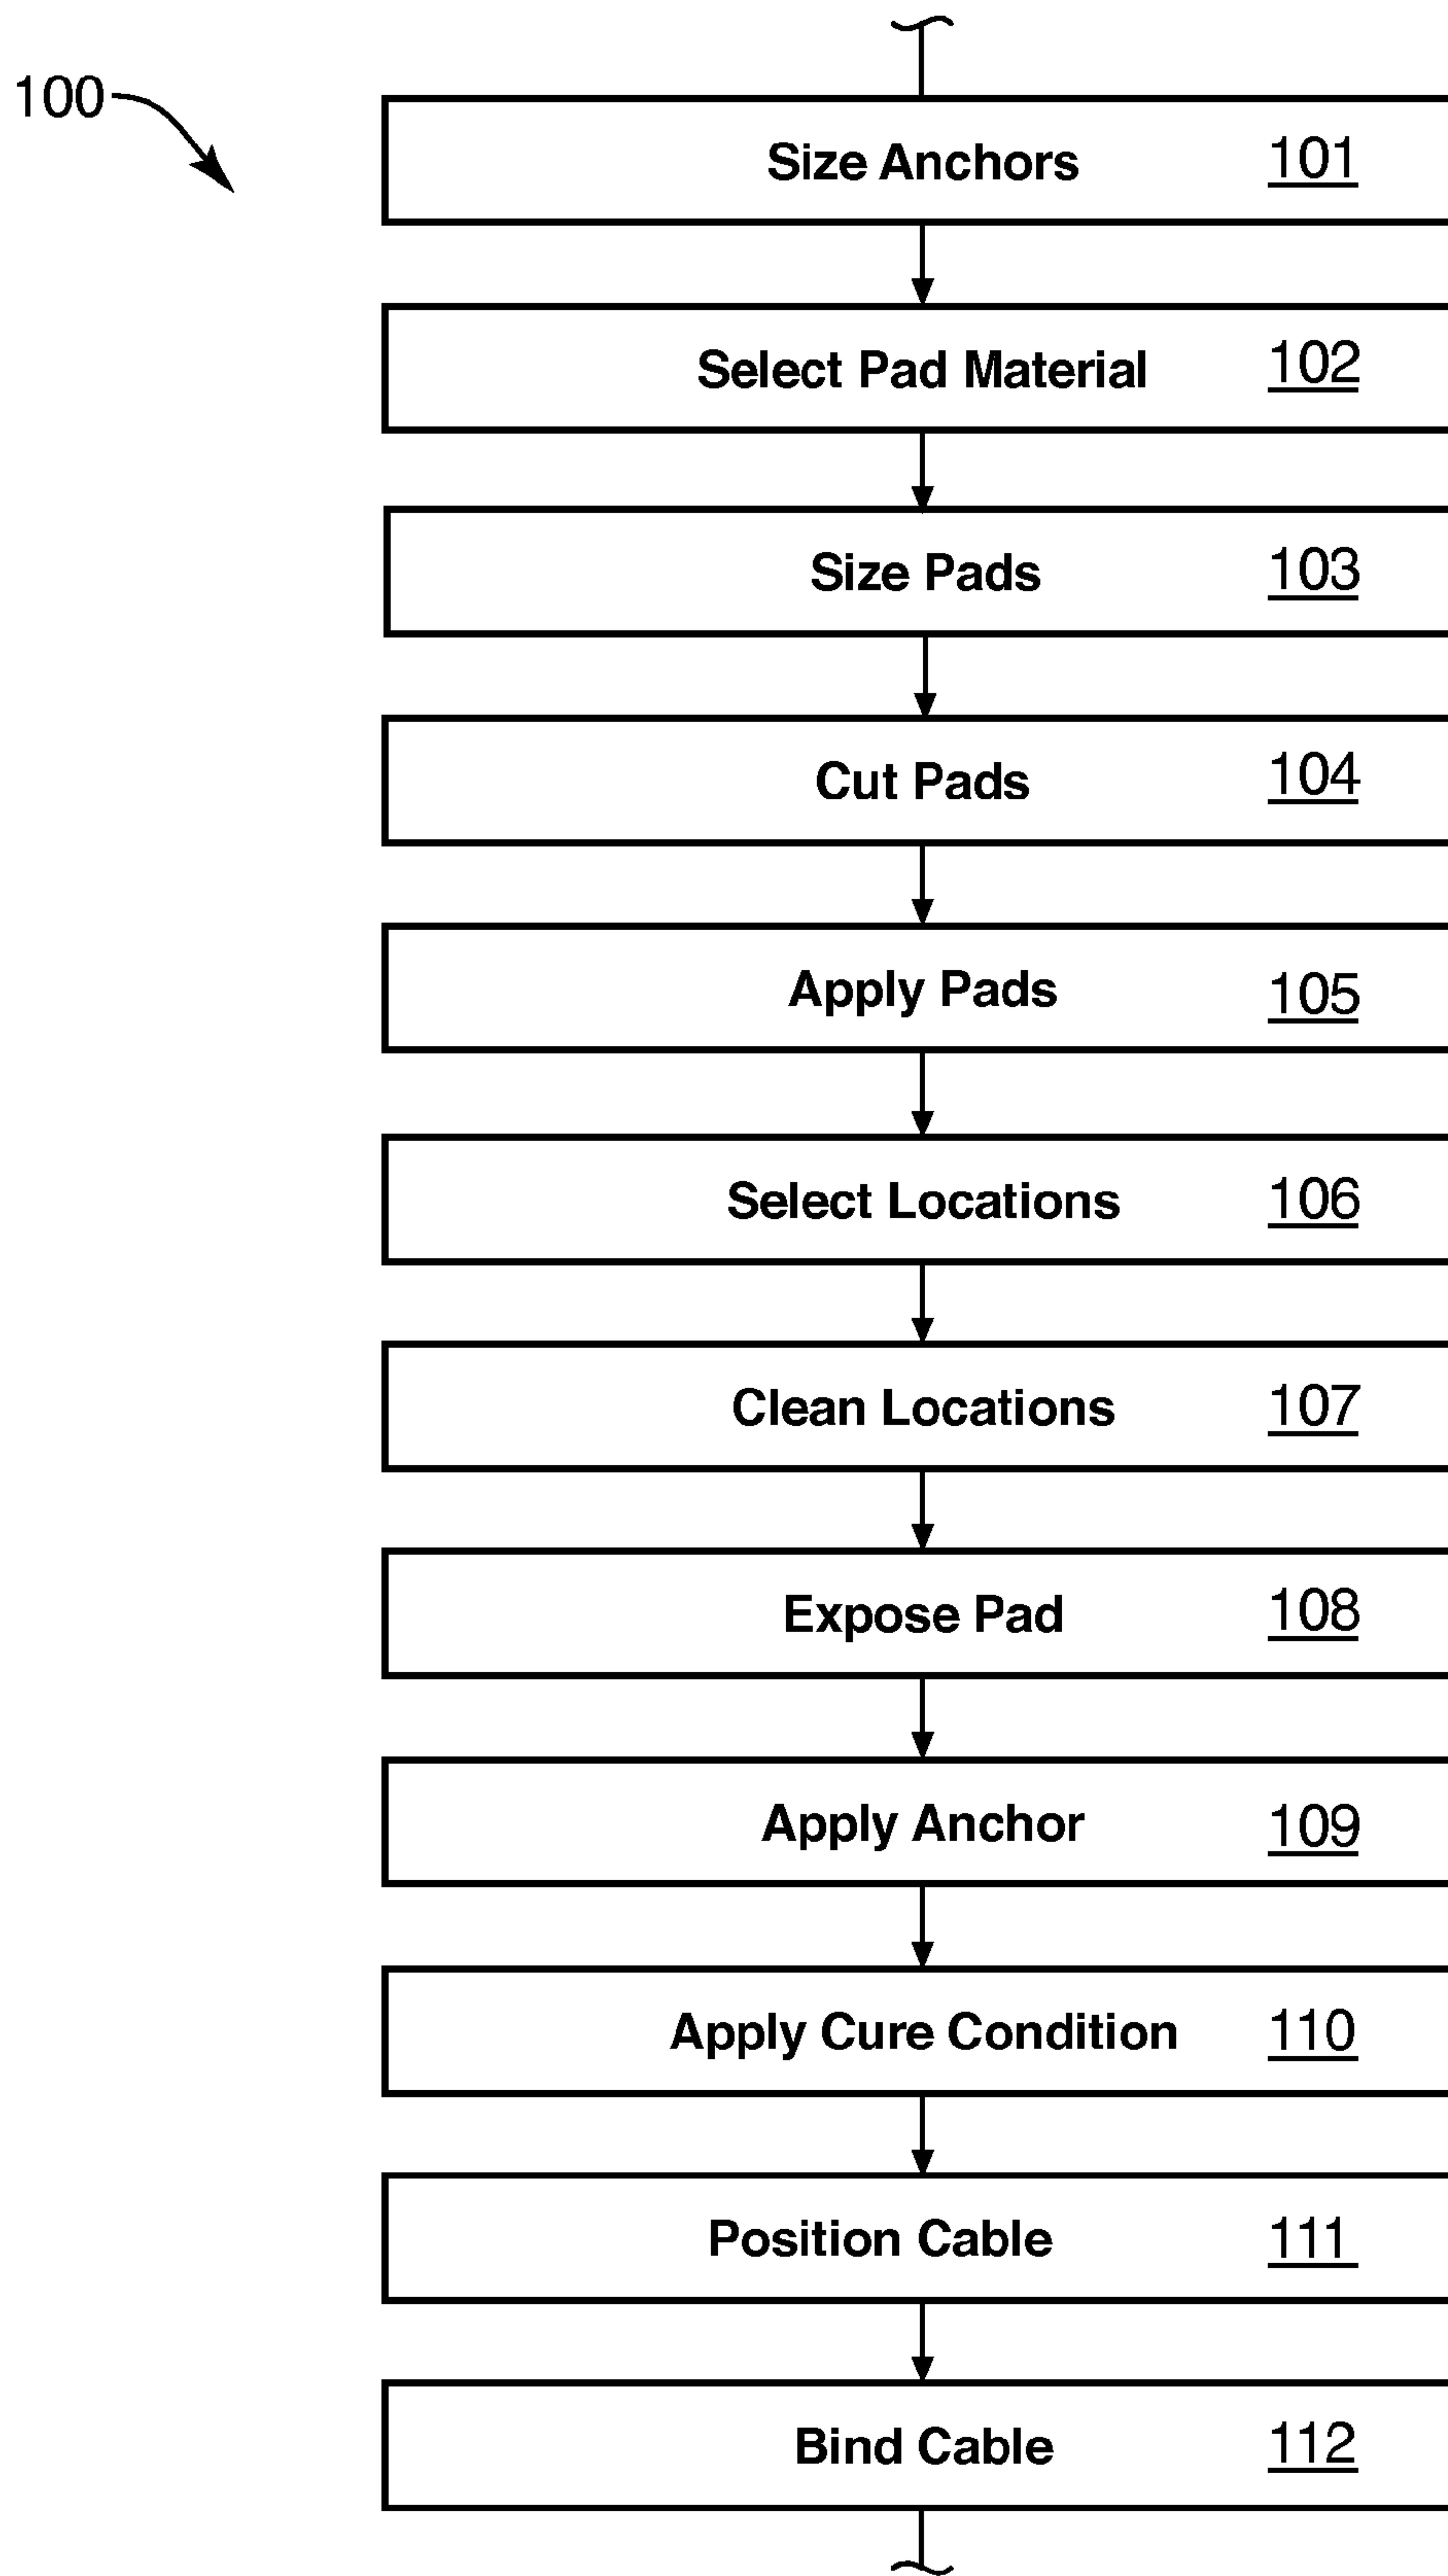 100
Size Anchors 101
Select Pad Material 102
Size Pads 103
Cut Pads 104
Apply Pads 105
Select Locations 106
Clean Locations 107
Expose Pad 108
Apply Anchor 109
Apply Cure Condition 110
Position Cable 111
Bind Cable 112